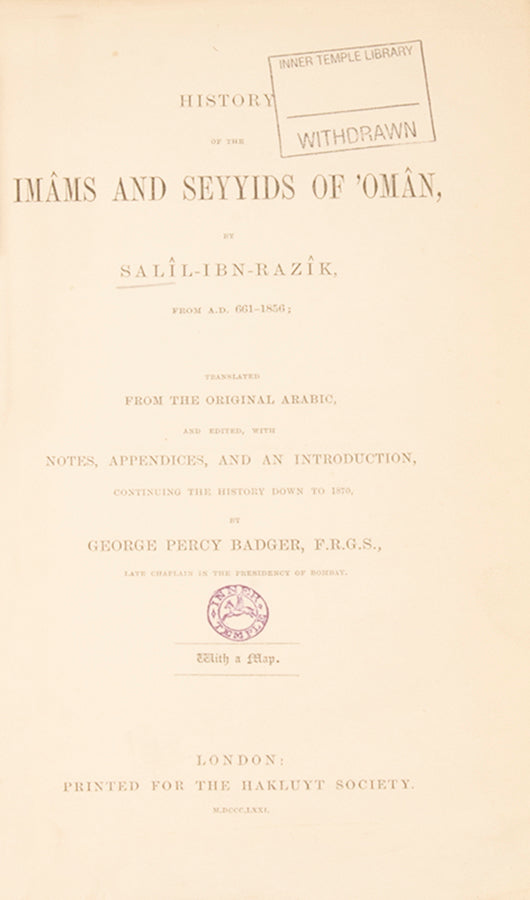 INNER TEMPLE LIBRARY
WITHDRAWN
HISTORY
OF THE
IMÂMS AND SEYYIDS OF 'OMÂN,
BY
SALÎL-IBN-RAZÎK,
FROM A.D. 661-1856;
TRANSLATED
FROM THE ORIGINAL ARABIC,
AND EDITED, WITH
NOTES, APPENDICES, AND AN INTRODUCTION,
CONTINUING THE HISTORY DOWN TO 1870,
BY
GEORGE PERCY BADGER, F.R.G.S.,
LATE CHAPLAIN IN THE PRESIDENCY OF BOMBAY.
INNER
TEMPLE
With a Map.
LONDON:
PRINTED FOR THE HAKLUYT SOCIETY.
M.DCCC.LXXI.